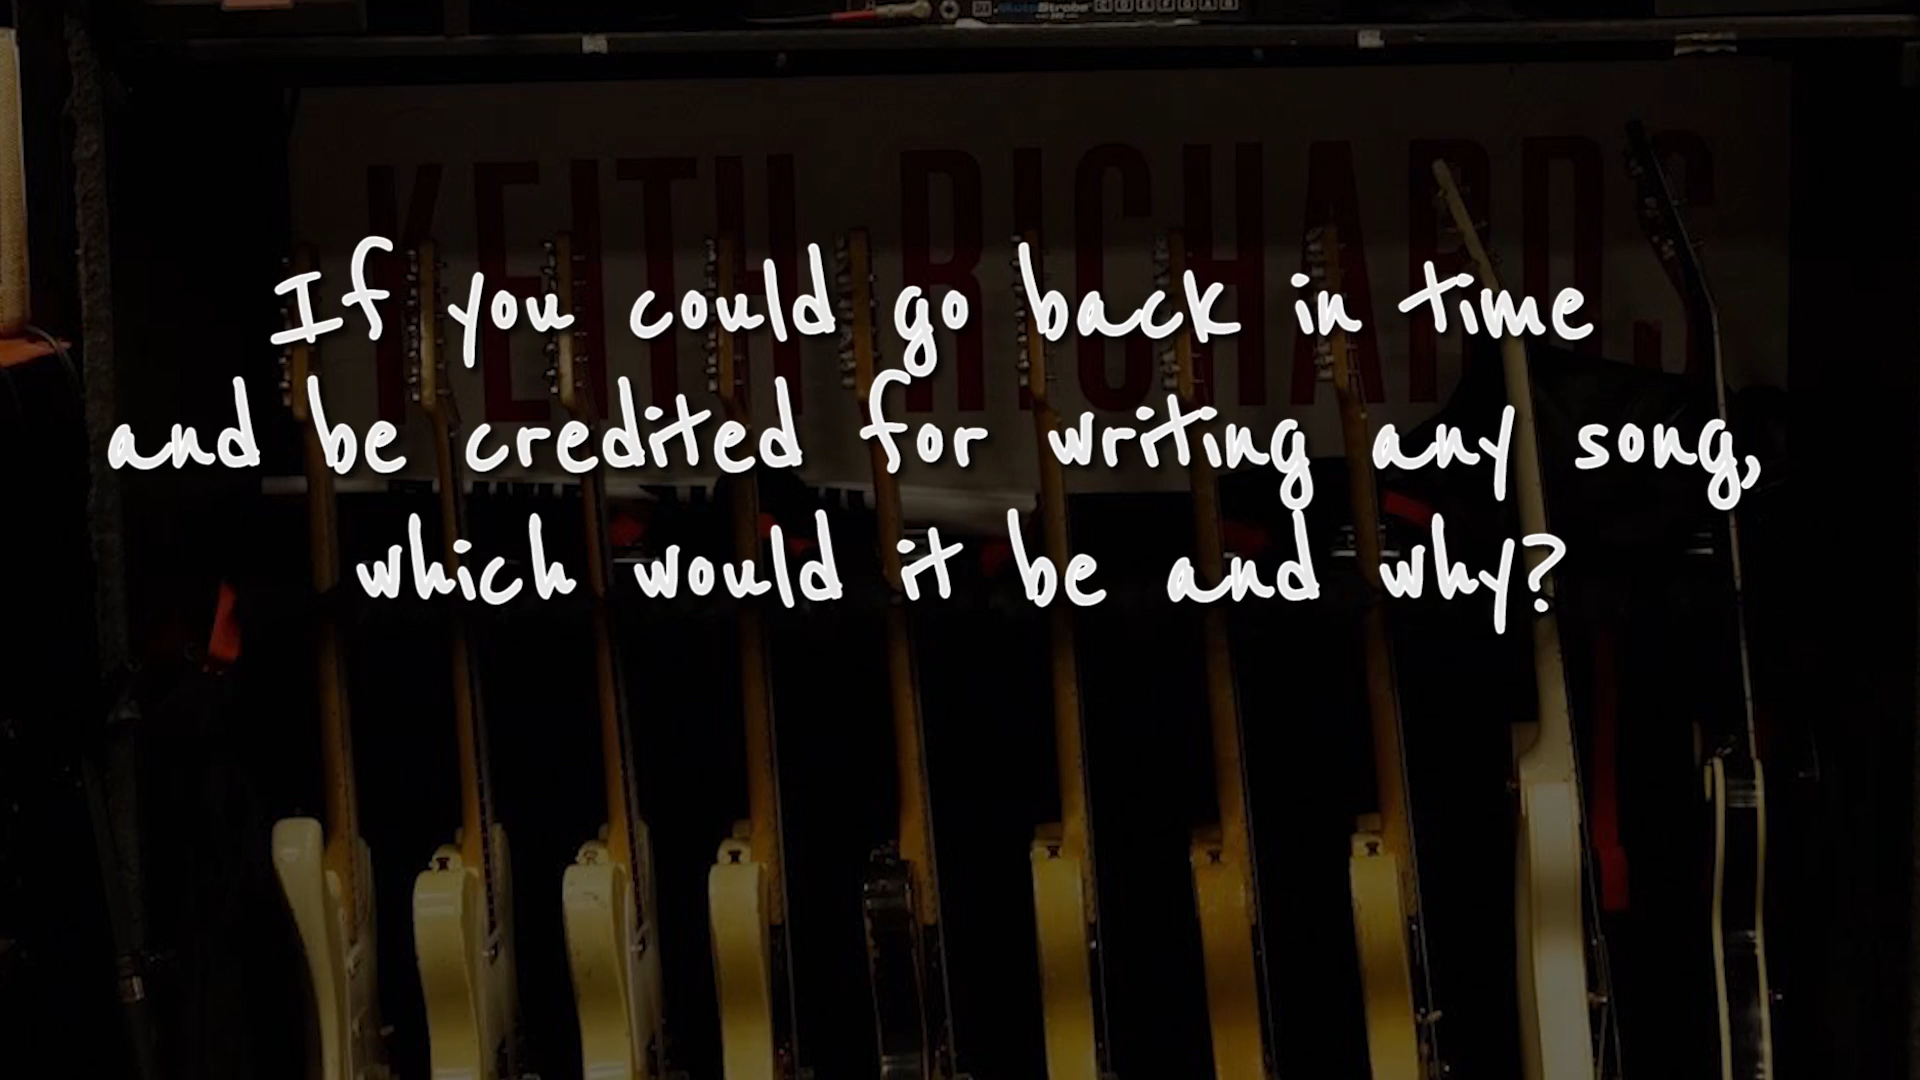 AutoStrobe
KEITH RICHARDS
If you could go back in time
and be credited for writing any song,
which would it be and why?